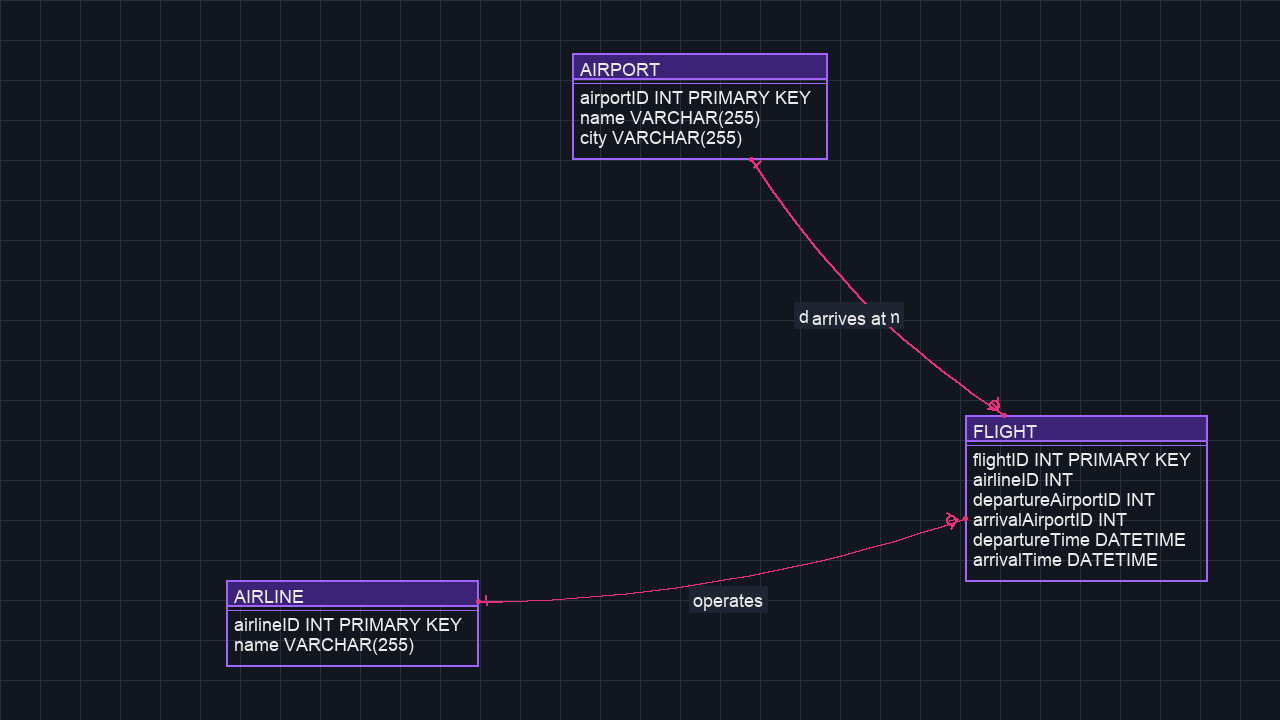 AIRPORT
airportID INT PRIMARY KEY
name VARCHAR(255)
city VARCHAR(255)
arrives at
FLIGHT
flightID INT PRIMARY KEY
airlineID INT
departureAirportID INT
arrivalAirportID INT
departureTime DATETIME
arrivalTime DATETIME
AIRLINE
airlineID INT PRIMARY KEY
name VARCHAR(255)
operates